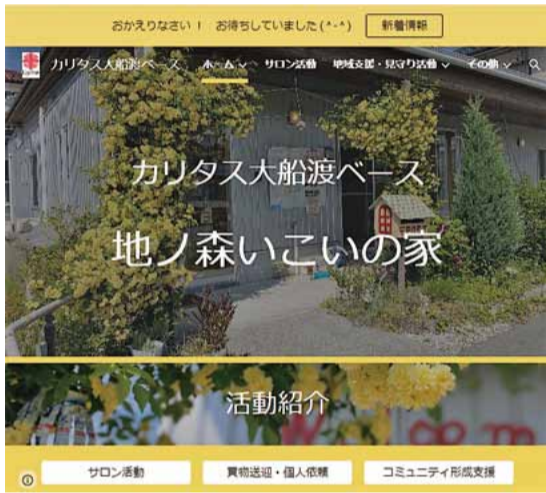 おかえりなさい！ お待ちしていました(^-^) 新着情報
カリタス大船渡ベース ホーム サロン活動 地域支援・見守り活動 その他
カリタス大船渡ベース
地ノ森いこいの家
活動紹介
サロン活動 買物送迎・個人依頼 コミュニティ形成支援